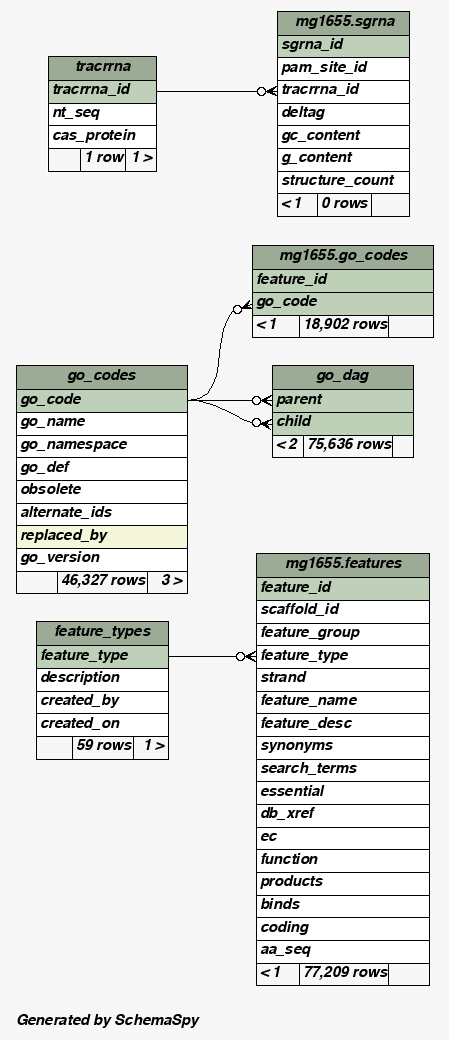 tracrrna
tracrrna_id
nt_seq
cas_protein
1 row 1 >
mg1655.sgrna
sgrna_id
pam_site_id
tracrrna_id
deltag
gc_content
g_content
structure_count
< 1 0 rows
mg1655.go_codes
feature_id
go_code
< 1 18,902 rows
go_codes
go_code
go_name
go_namespace
go_def
obsolete
alternate_ids
replaced_by
go_version
46,327 rows 3 >
go_dag
parent
child
< 2 75,636 rows
mg1655.features
feature_id
scaffold_id
feature_group
feature_type
strand
feature_name
feature_desc
synonyms
search_terms
essential
db_xref
ec
function
products
binds
coding
aa_seq
< 1 77,209 rows
feature_types
feature_type
description
created_by
created_on
59 rows 1 >
Generated by SchemaSpy